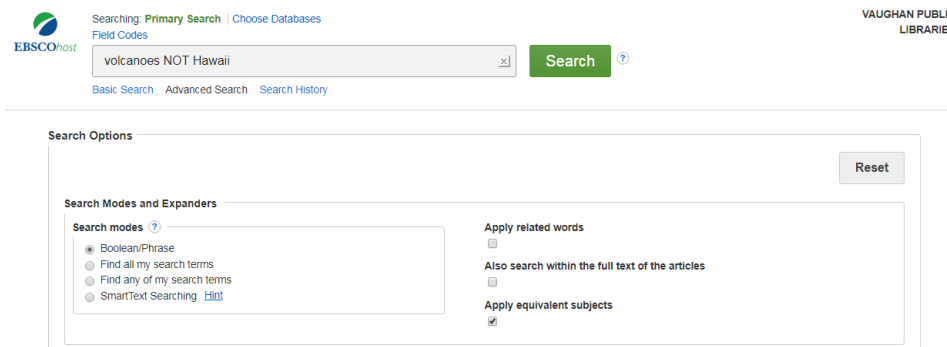 Searching: Primary Search | Choose Databases
Field Codes
VAUGHAN
EBSCOhost
volcanoes NOT Hawaii
Search
Basic Search Advanced Search Search History
Search Options
Reset
Search Modes and Expanders
Search modes
Boolean/Phrase
Find all my search terms
Find any of my search terms
SmartText Searching Hint
Apply related words
Also search within the full text of the articles
Apply equivalent subjects